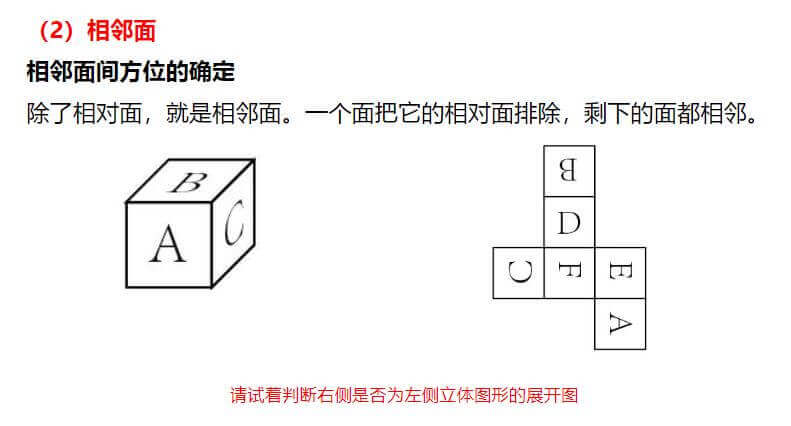 （2）相邻面
相邻面间方位的确定
除了相对面，就是相邻面。一个面把它的相对面排除，剩下的面都相邻。
B
A
C
B
D
C
F
E
A
请试着判断右侧是否为左侧立体图形的展开图